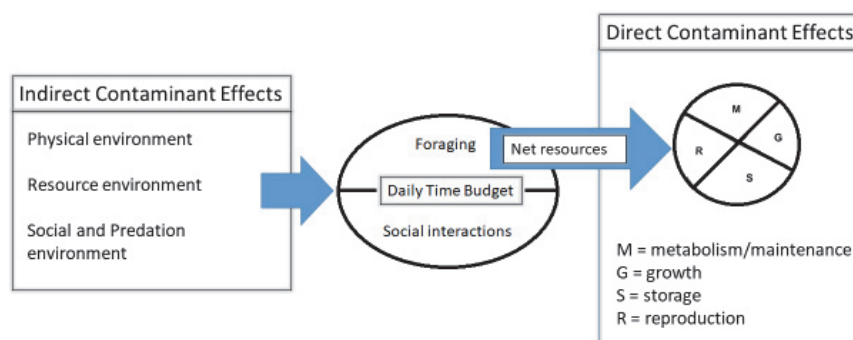 Indirect Contaminant Effects
Physical environment
Resource environment
Social and Predation
environment
Foraging
Daily Time Budget
Social interactions
Net resources
Direct Contaminant Effects
M
G
S
R
M = metabolism/maintenance
G = growth
S = storage
R = reproduction